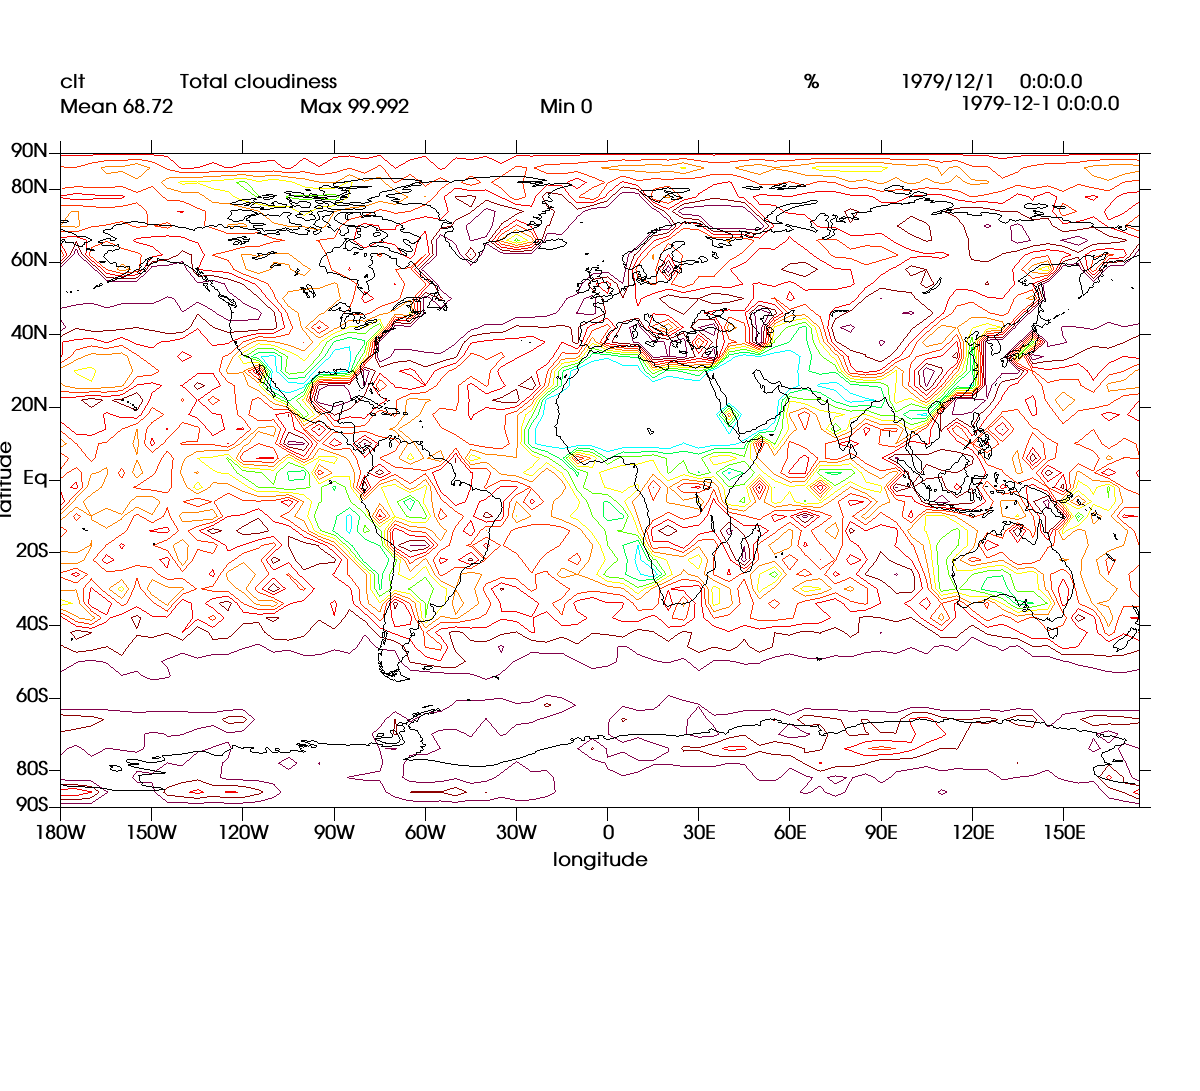 clt Total cloudiness % 1979/12/1 0:0:0.0
Mean 68.72 Max 99.992 Min 0 1979-12-1 0:0:0.0
90N
80N
60N
40N
20N
Eq
20S
40S
60S
80S
90S
latitude
180W 150W 120W 90W 60W 30W 0 30E 60E 90E 120E 150E
longitude